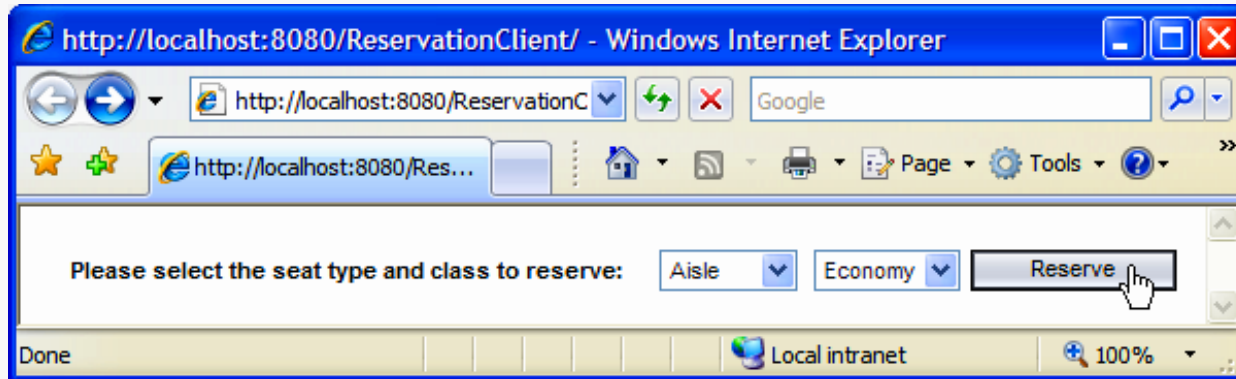 http://localhost:8080/ReservationClient/ - Windows Internet Explorer
http://localhost:8080/ReservationC Google
http://localhost:8080/Res... Page Tools »
Please select the seat type and class to reserve: Aisle Economy Reserve
Done Local intranet 100%